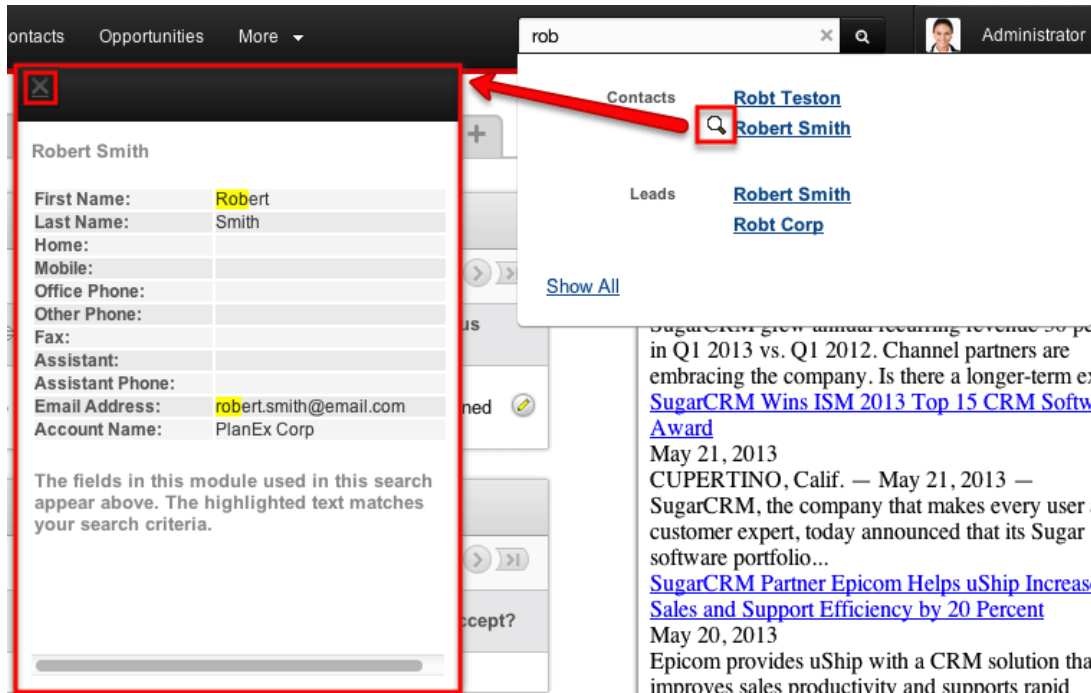 Contacts Opportunities More
rob
Administrator
Contacts Robt Teston
Robert Smith
Leads Robert Smith
Robt Corp
Show All
Robert Smith
First Name: Robert
Last Name: Smith
Home:
Mobile:
Office Phone:
Other Phone:
Fax:
Assistant:
Assistant Phone:
Email Address: robert.smith@email.com
Account Name: PlanEx Corp
The fields in this module used in this search
appear above. The highlighted text matches
your search criteria.
SugarCRM grew annual recurring revenue
in Q1 2013 vs. Q1 2012. Channel partners are
embracing the company. Is there a longer-term
SugarCRM Wins ISM 2013 Top 15 CRM
Award
May 21, 2013
CUPERTINO, Calif. — May 21, 2013 —
SugarCRM, the company that makes every user
customer expert, today announced that its Sugar
software portfolio...
SugarCRM Partner Epicom Helps uShip
Sales and Support Efficiency by 20 Percent
May 20, 2013
Epicom provides uShip with a CRM solution
improves sales productivity and supports rapid